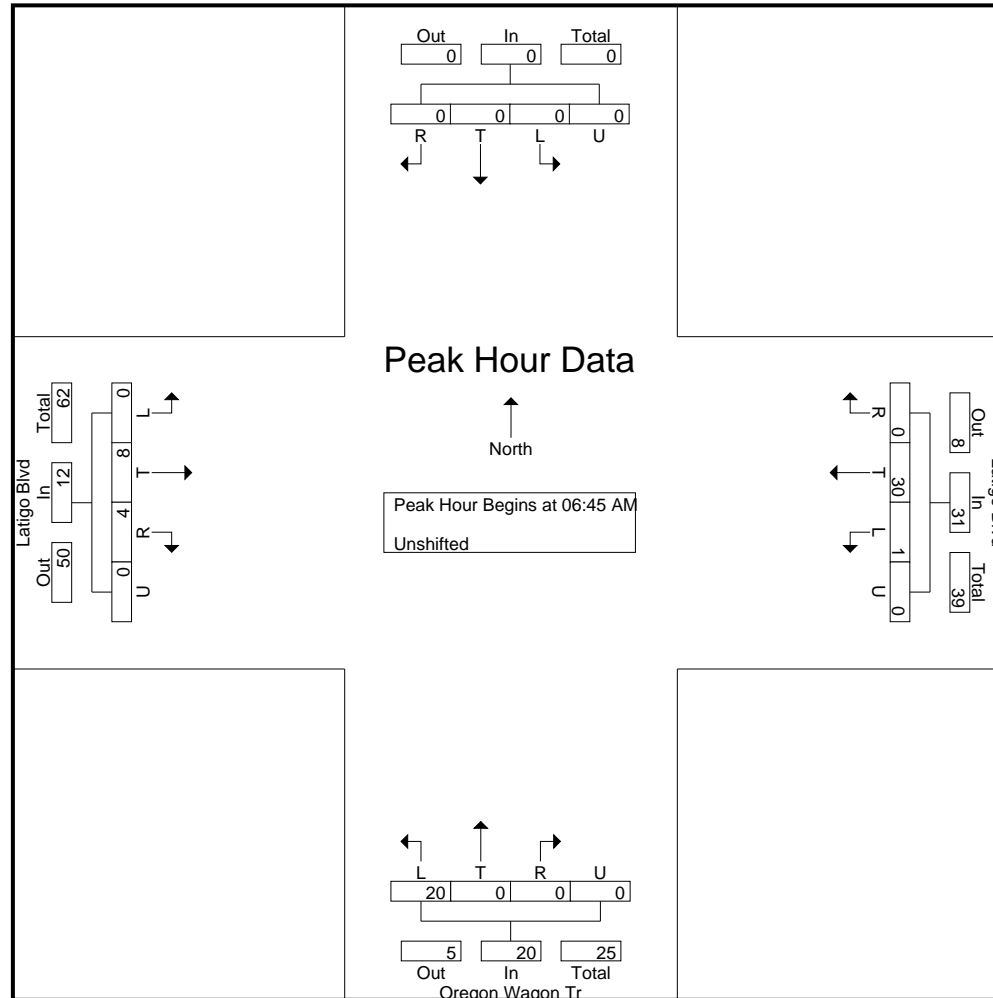 Out In Total
0 0 0
0 0 0 0
R T L U
Peak Hour Data
North
Peak Hour Begins at 06:45 AM
Unshifted
Latigo Blvd
Total In Out
62 12 50
0 8 4 0
L T R U
R T L U
0 30 1 0
Out In Total
8 31 39
L T R U
20 0 0 0
5 20 25
Out In Total
Oregon Wagon Tr